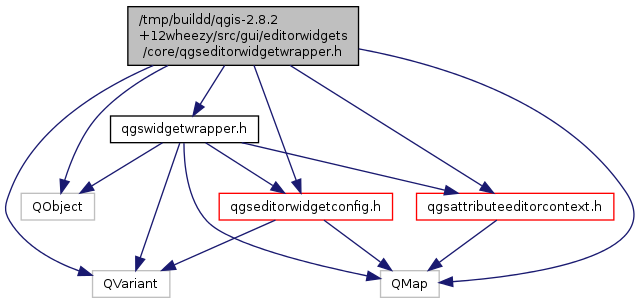 /tmp/buildd/qgis-2.8.2
+12wheezy/src/gui/editorwidgets
/core/qgseditorwidgetwrapper.h
qgswidgetwrapper.h
QObject
qgseditorwidgetconfig.h
qgsattributeeditorcontext.h
QVariant
QMap